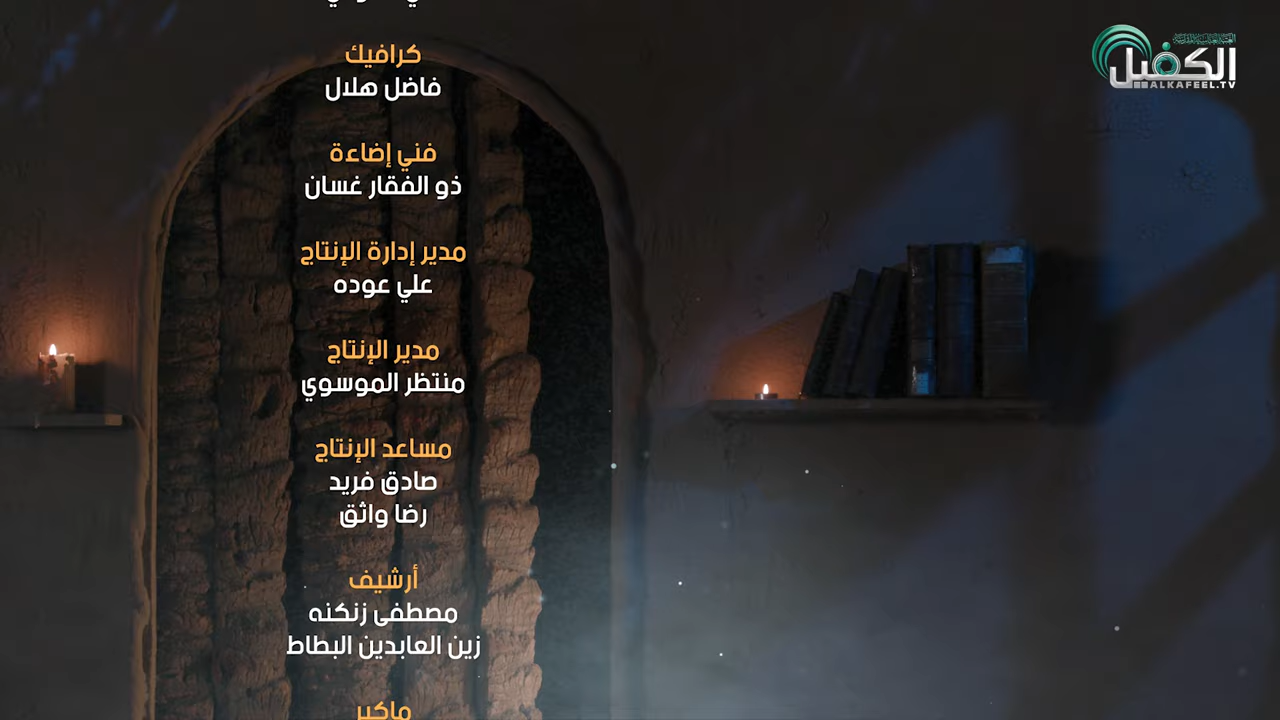 كرافيك
فاضل هلال
فني إضاءة
ذو الفقار غسان
مدير إدارة الإنتاج
علي عوده
مدير الإنتاج
منتظر الموسوي
مساعد الإنتاج
صادق فريد
رضا واثق
أرشيف
مصطفى زنكنه
زين العابدين البطاط
ماكير
الكفيل
ALKAFEEL.TV